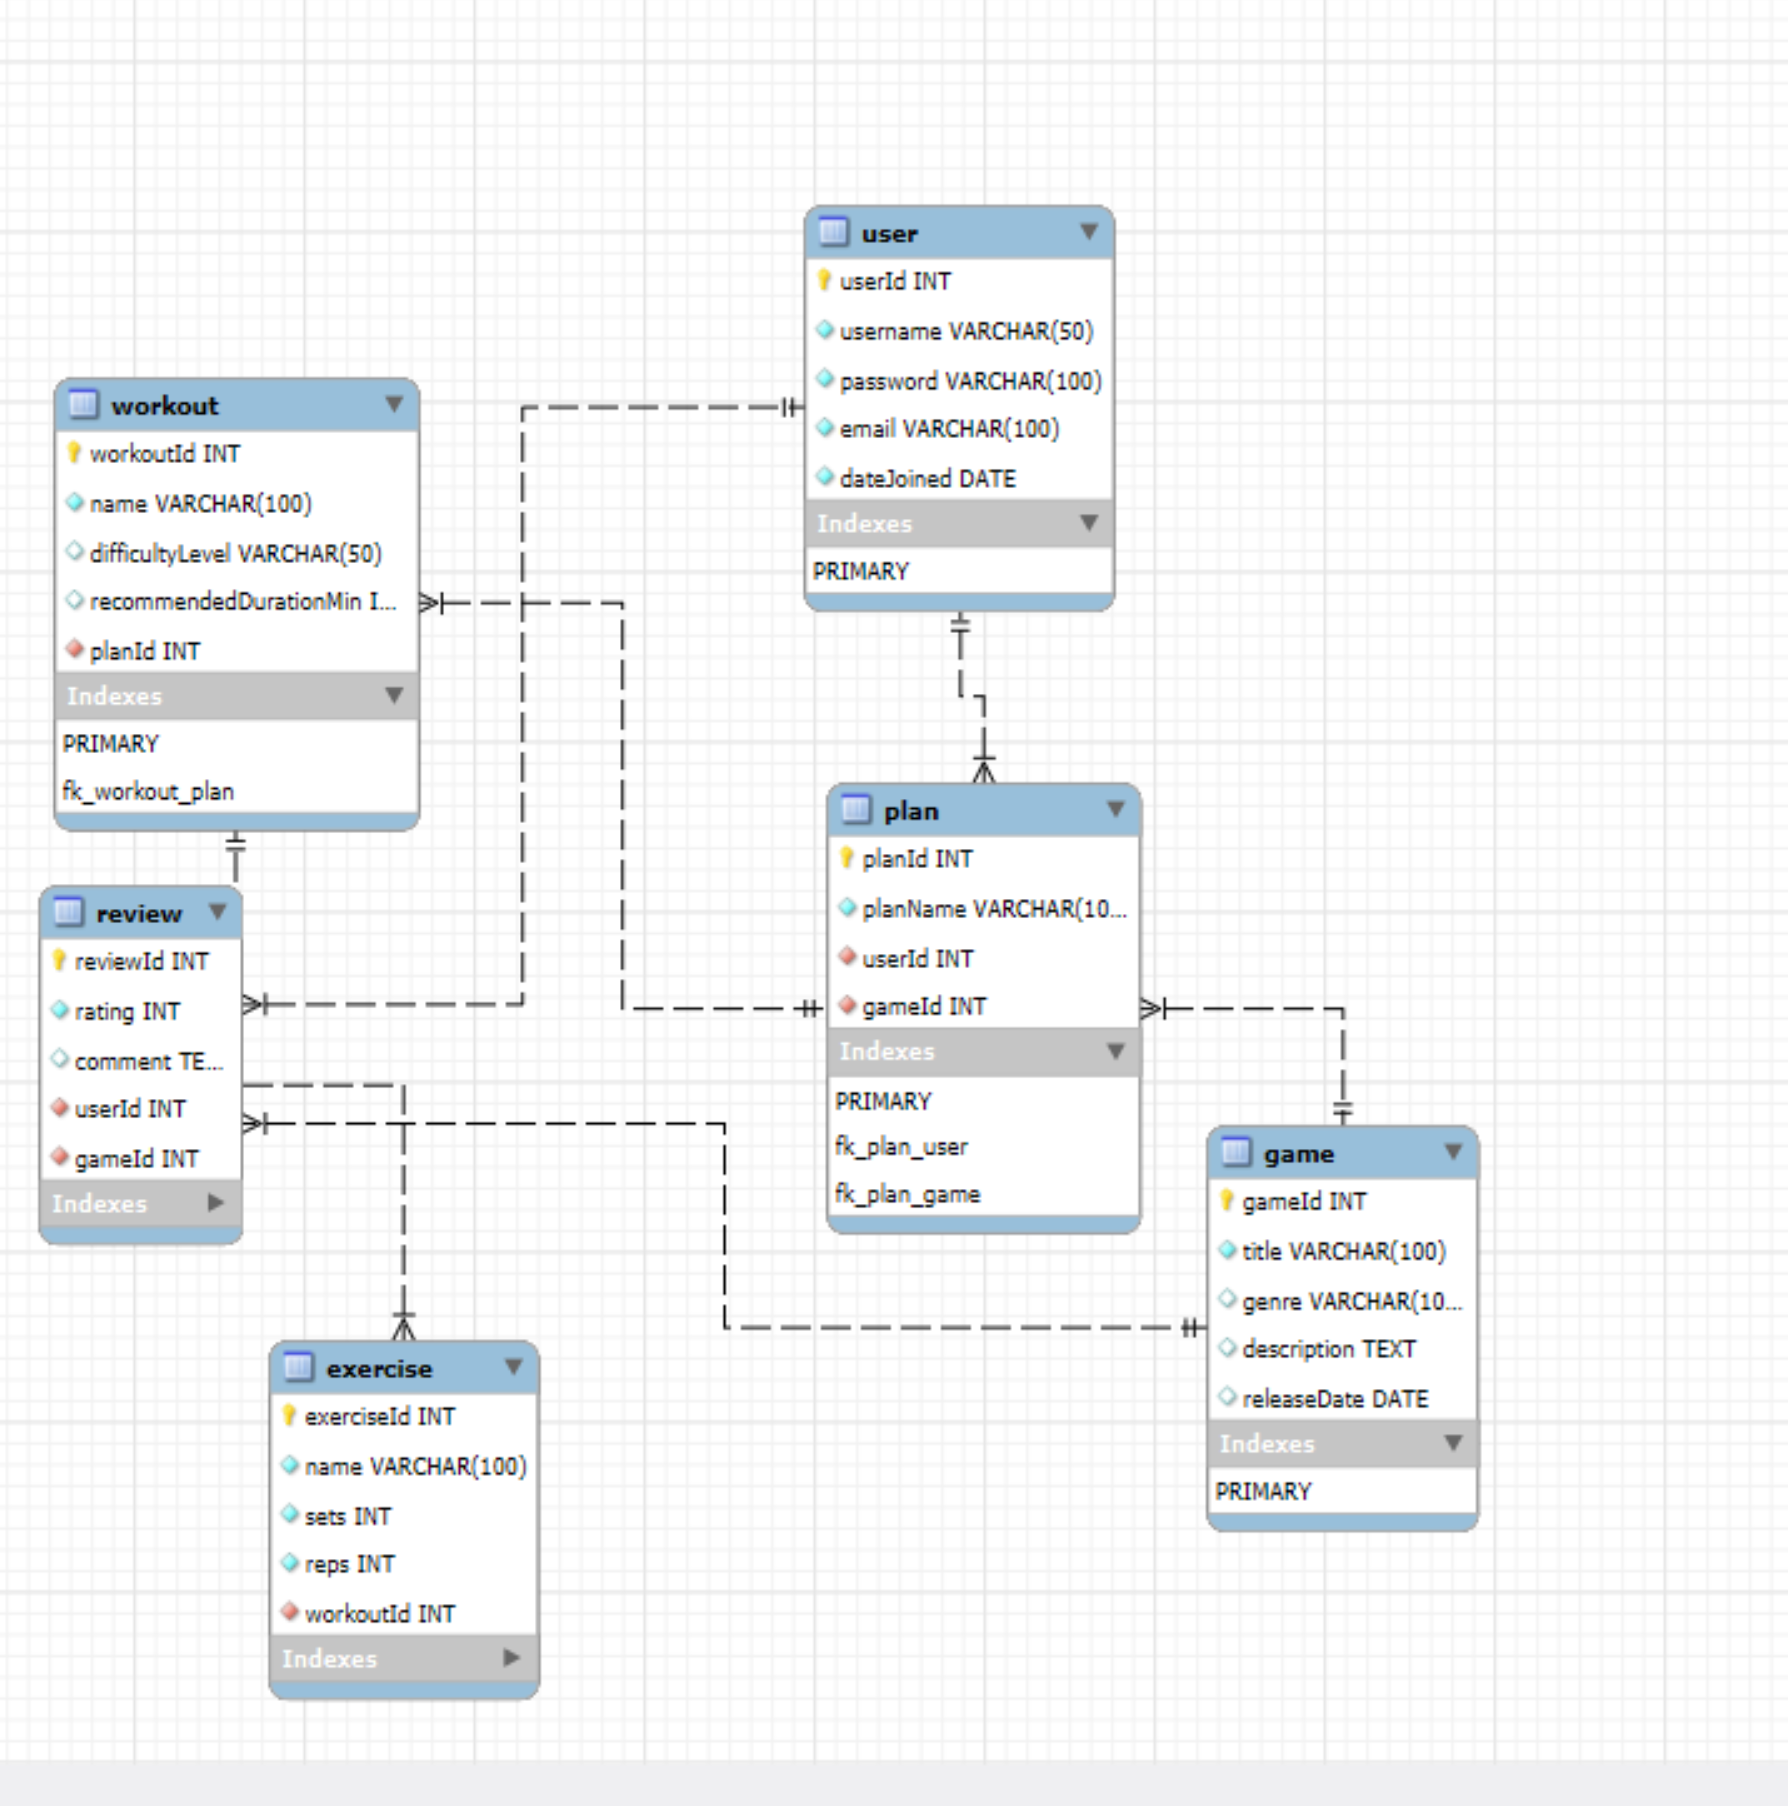 user
userId INT
username VARCHAR(50)
password VARCHAR(100)
email VARCHAR(100)
dateJoined DATE
Indexes
PRIMARY
workout
workoutId INT
name VARCHAR(100)
difficultyLevel VARCHAR(50)
recommendedDurationMin I...
planId INT
Indexes
PRIMARY
fk_workout_plan
plan
planId INT
planName VARCHAR(10...
userId INT
gameId INT
Indexes
PRIMARY
fk_plan_user
fk_plan_game
review
reviewId INT
rating INT
comment TE...
userId INT
gameId INT
Indexes
game
gameId INT
title VARCHAR(100)
genre VARCHAR(10...
description TEXT
releaseDate DATE
Indexes
PRIMARY
exercise
exerciseId INT
name VARCHAR(100)
sets INT
reps INT
workoutId INT
Indexes